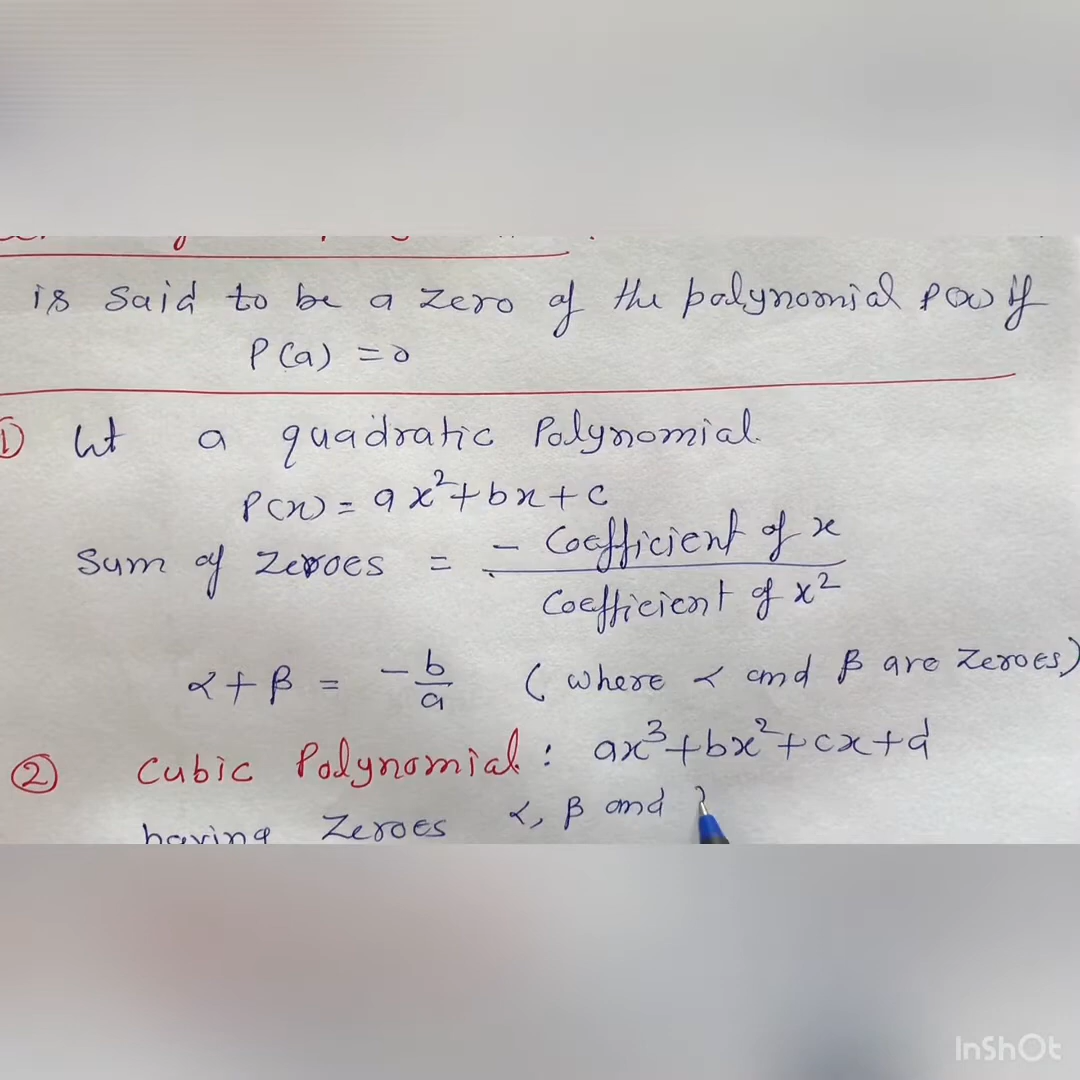 is said to be a zero of the polynomial P(x) if
P(a) = 0
① Let a quadratic Polynomial.
P(x) = ax²+bx+c
Sum of Zeroes = - Coefficient of x / Coefficient of x²
α+β = -b/a (where α and β are Zeroes)
② Cubic Polynomial : ax³+bx²+cx+d
having Zeroes α, β and
InShOt